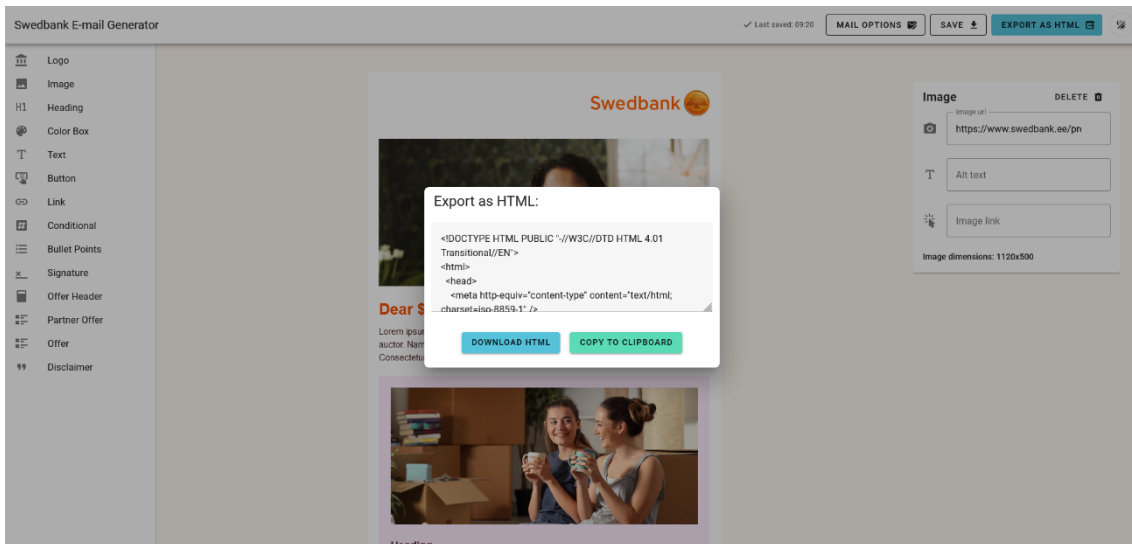 Swedbank E-mail Generator
Last saved: 09:20
MAIL OPTIONS
SAVE
EXPORT AS HTML
Logo
Image
H1 Heading
Color Box
T Text
Button
Link
Conditional
Bullet Points
Signature
Offer Header
Partner Offer
Offer
Disclaimer
Swedbank
Dear S
Lorem ipsu
auctor. Nam
Consectetu
Heading
Export as HTML:
<!DOCTYPE HTML PUBLIC "-//W3C//DTD HTML 4.01
Transitional//EN">
<html>
<head>
<meta http-equiv="content-type" content="text/html;
charset=iso-8859-1" />
DOWNLOAD HTML
COPY TO CLIPBOARD
Image
DELETE
Image url
https://www.swedbank.ee/pri
T Alt text
Image link
Image dimensions: 1120x500